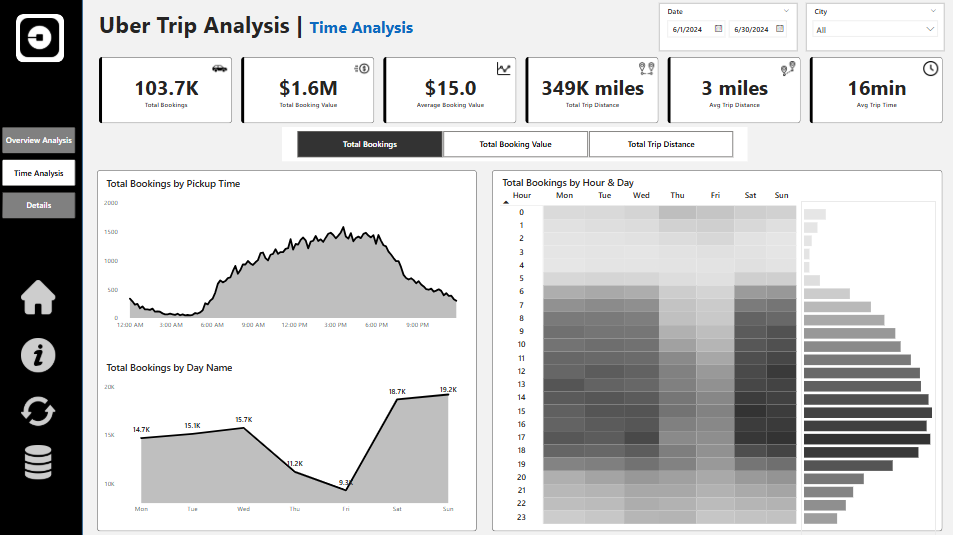 Uber Trip Analysis | Time Analysis
Date
6/1/2024 6/30/2024
City
All
103.7K
Total Bookings
$1.6M
Total Booking Value
$15.0
Average Booking Value
349K miles
Total Trip Distance
3 miles
Avg Trip Distance
16min
Avg Trip Time
Overview Analysis
Time Analysis
Details
Total Bookings Total Booking Value Total Trip Distance
Total Bookings by Pickup Time
2000
1500
1000
500
0
12:00 AM 3:00 AM 6:00 AM 9:00 AM 12:00 PM 3:00 PM 6:00 PM 9:00 PM
Total Bookings by Day Name
20K
15K
10K
14.7K 15.1K 15.7K 11.2K 9.3K 18.7K 19.2K
Mon Tue Wed Thu Fri Sat Sun
Total Bookings by Hour & Day
Hour Mon Tue Wed Thu Fri Sat Sun
0
1
2
3
4
5
6
7
8
9
10
11
12
13
14
15
16
17
18
19
20
21
22
23